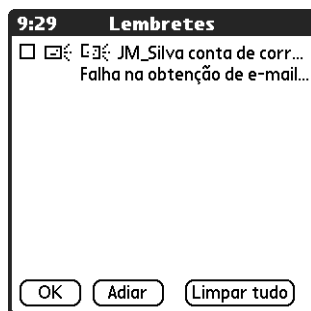 9:29 Lembretes
JM_Silva conta de corr...
Falha na obtenção de e-mail...
OK Adiar Limpar tudo